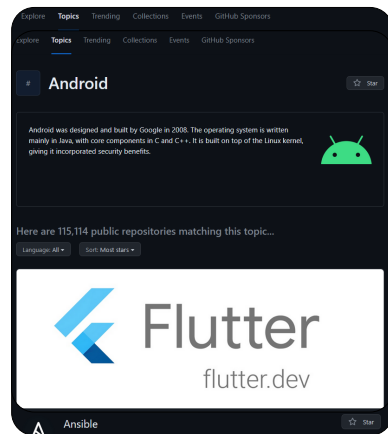 Explore Topics Trending Collections Events GitHub Sponsors
Explore Topics Trending Collections Events GitHub Sponsors
# Android Star
Android was designed and built by Google in 2008. The operating system is written
mainly in Java, with core components in C and C++. It is built on top of the Linux kernel,
giving it incorporated security benefits.
Here are 115,114 public repositories matching this topic...
Language: All Sort: Most stars
Flutter
flutter.dev
Ansible Star